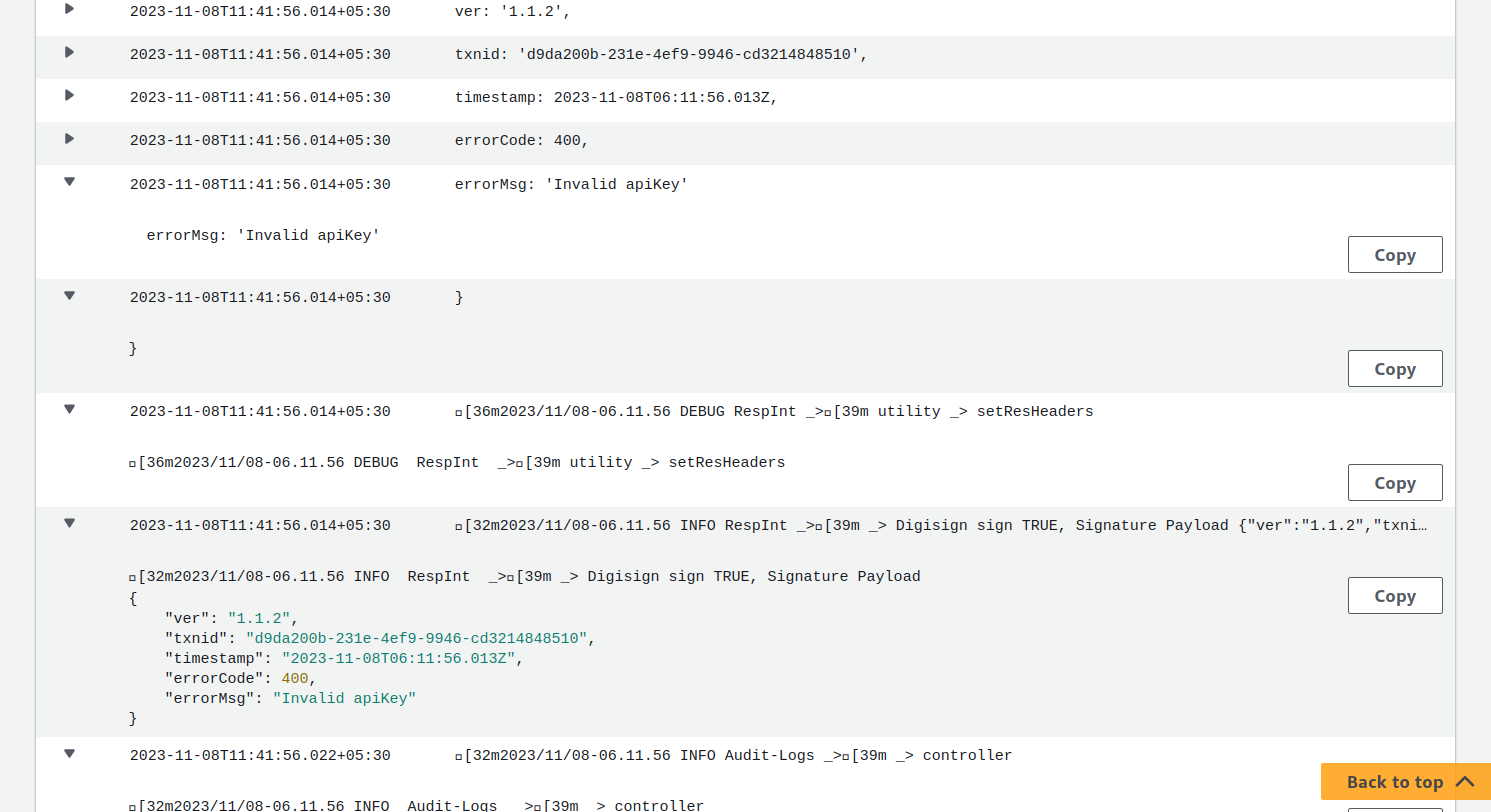 2023-11-08T11:41:56.014+05:30 ver: '1.1.2',
2023-11-08T11:41:56.014+05:30 txnid: 'd9da200b-231e-4ef9-9946-cd3214848510',
2023-11-08T11:41:56.014+05:30 timestamp: 2023-11-08T06:11:56.013Z,
2023-11-08T11:41:56.014+05:30 errorCode: 400,
2023-11-08T11:41:56.014+05:30 errorMsg: 'Invalid apiKey'
errorMsg: 'Invalid apiKey'
Copy
2023-11-08T11:41:56.014+05:30 }
}
Copy
2023-11-08T11:41:56.014+05:30 [36m2023/11/08-06.11.56 DEBUG RespInt _>[39m utility _> setResHeaders
[36m2023/11/08-06.11.56 DEBUG  RespInt  _>[39m utility _> setResHeaders
Copy
2023-11-08T11:41:56.014+05:30 [32m2023/11/08-06.11.56 INFO RespInt _>[39m _> Digisign sign TRUE, Signature Payload {"ver":"1.1.2","txni…
[32m2023/11/08-06.11.56 INFO  RespInt  _>[39m _> Digisign sign TRUE, Signature Payload
{
Copy
    "ver": "1.1.2",
    "txnid": "d9da200b-231e-4ef9-9946-cd3214848510",
    "timestamp": "2023-11-08T06:11:56.013Z",
    "errorCode": 400,
    "errorMsg": "Invalid apiKey"
}
2023-11-08T11:41:56.022+05:30 [32m2023/11/08-06.11.56 INFO Audit-Logs _>[39m _> controller
Back to top
[32m2023/11/08-06.11.56 INFO  Audit-Logs  _>[39m _> controller